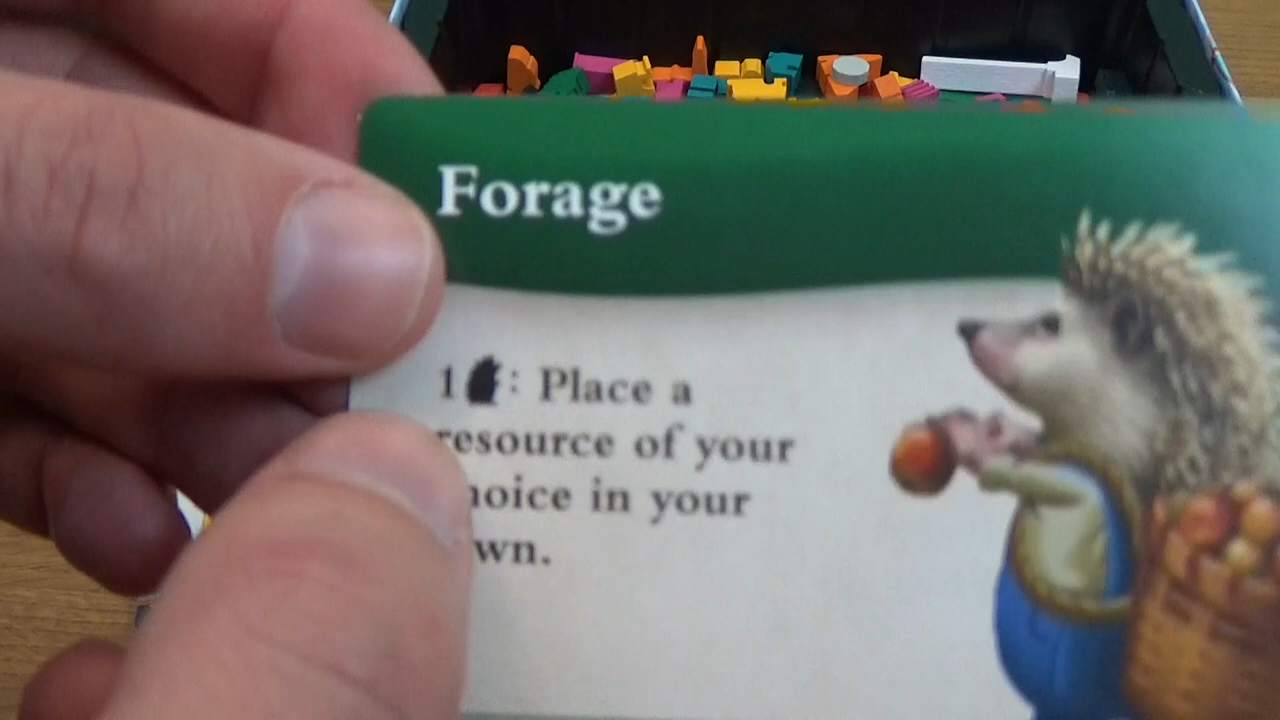 Forage
1 : Place a
resource of your
hoice in your
wn.